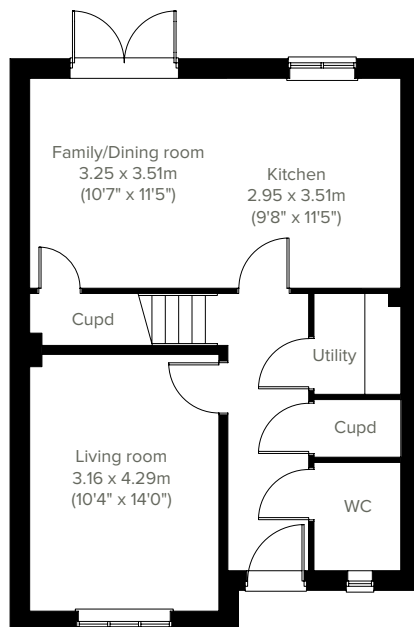 Family/Dining room
3.25 x 3.51m
(10'7" x 11'5")
Kitchen
2.95 x 3.51m
(9'8" x 11'5")
Cupd
Utility
Cupd
Living room
3.16 x 4.29m
(10'4" x 14'0")
WC